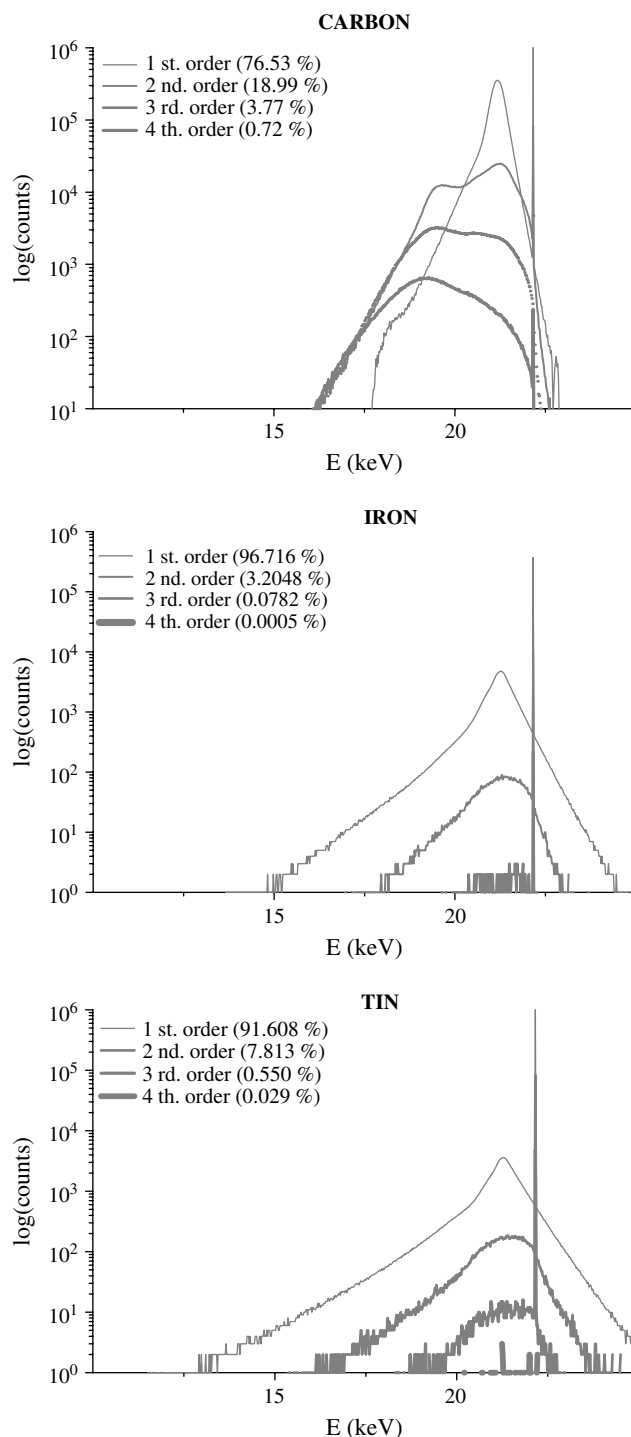 CARBON
10^6
1 st. order (76.53 %)
2 nd. order (18.99 %)
10^5
3 rd. order (3.77 %)
4 th. order (0.72 %)
10^4
log(counts)
10^3
10^2
10^1
15
20
E (keV)
IRON
10^6
1 st. order (96.716 %)
2 nd. order (3.2048 %)
10^5
3 rd. order (0.0782 %)
4 th. order (0.0005 %)
10^4
log(counts)
10^3
10^2
10^1
10^0
15
20
E (keV)
TIN
10^6
1 st. order (91.608 %)
2 nd. order (7.813 %)
10^5
3 rd. order (0.550 %)
4 th. order (0.029 %)
10^4
log(counts)
10^3
10^2
10^1
10^0
15
20
E (keV)